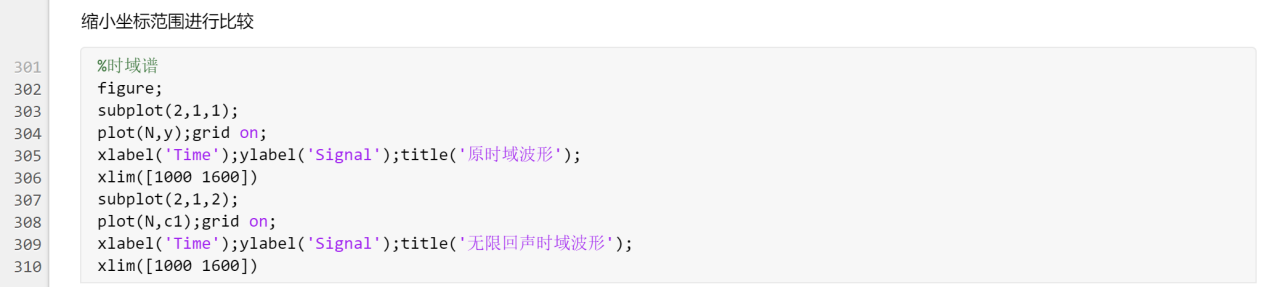 缩小坐标范围进行比较
301 %时域谱
302 figure;
303 subplot(2,1,1);
304 plot(N,y);grid on;
305 xlabel('Time');ylabel('Signal');title('原时域波形');
306 xlim([1000 1600])
307 subplot(2,1,2);
308 plot(N,c1);grid on;
309 xlabel('Time');ylabel('Signal');title('无限回声时域波形');
310 xlim([1000 1600])